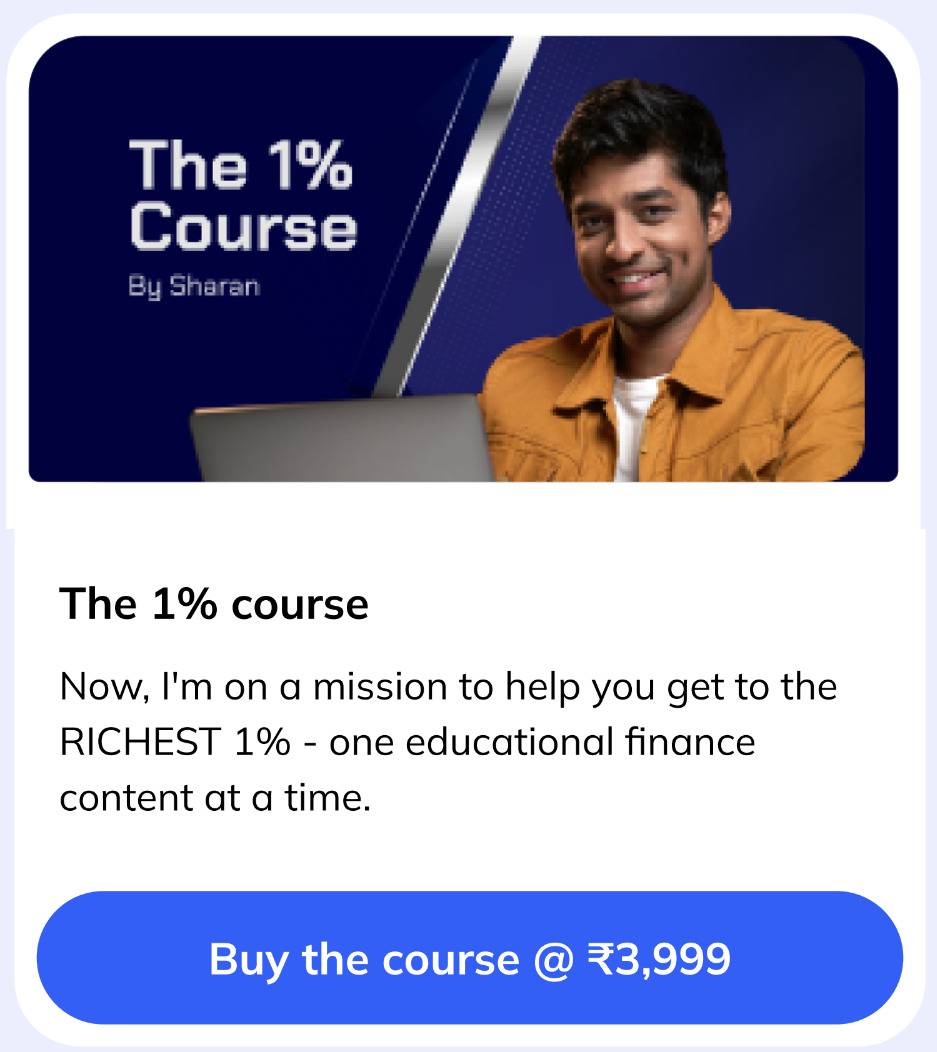 The 1%
Course
By Sharan
The 1% course
Now, I'm on a mission to help you get to the
RICHEST 1% - one educational finance
content at a time.
Buy the course @ ₹3,999